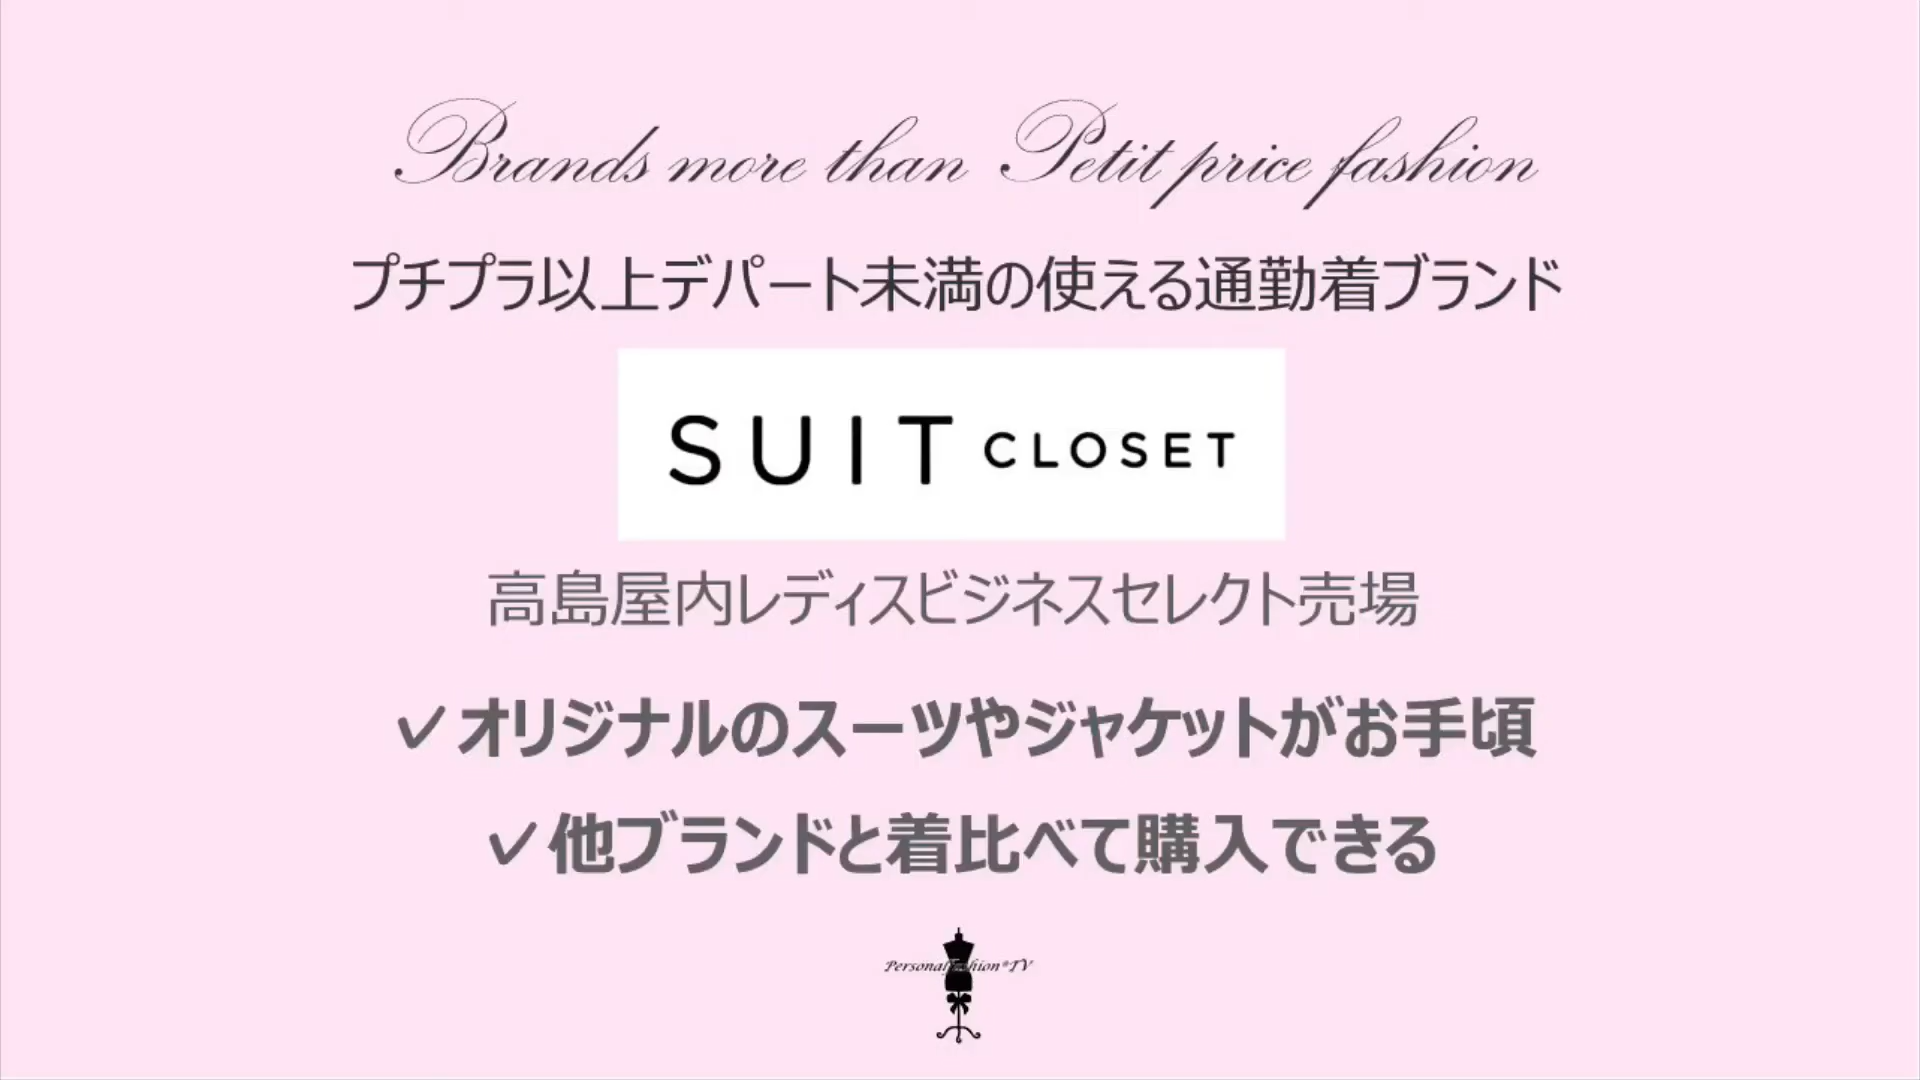 Brands more than Petit price fashion
プチプラ以上デパート未満の使える通勤着ブランド
SUIT CLOSET
高島屋内レディスビジネスセレクト売場
✓オリジナルのスーツやジャケットがお手頃
✓他ブランドと着比べて購入できる
PersonalFashion®TV